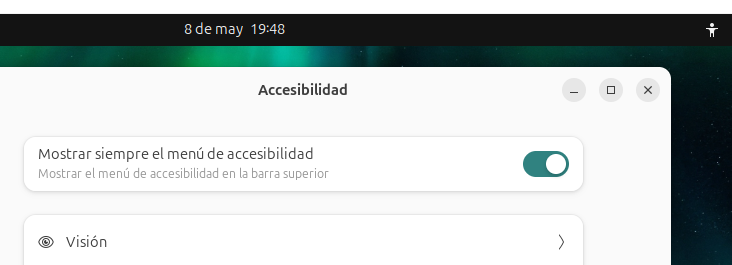 8 de may 19:48
Accesibilidad
Mostrar siempre el menú de accesibilidad
Mostrar el menú de accesibilidad en la barra superior
Visión